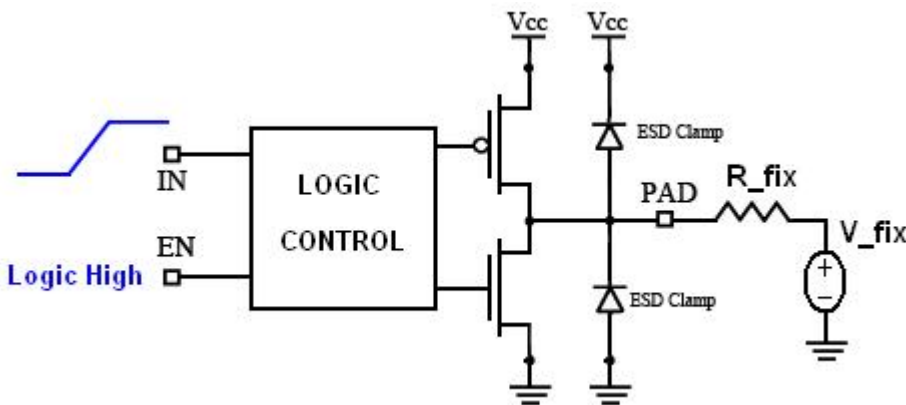 Vcc
Vcc
ESD Clamp
IN
LOGIC
CONTROL
PAD
R_fix
V_fix
EN
Logic High
ESD Clamp
+
−